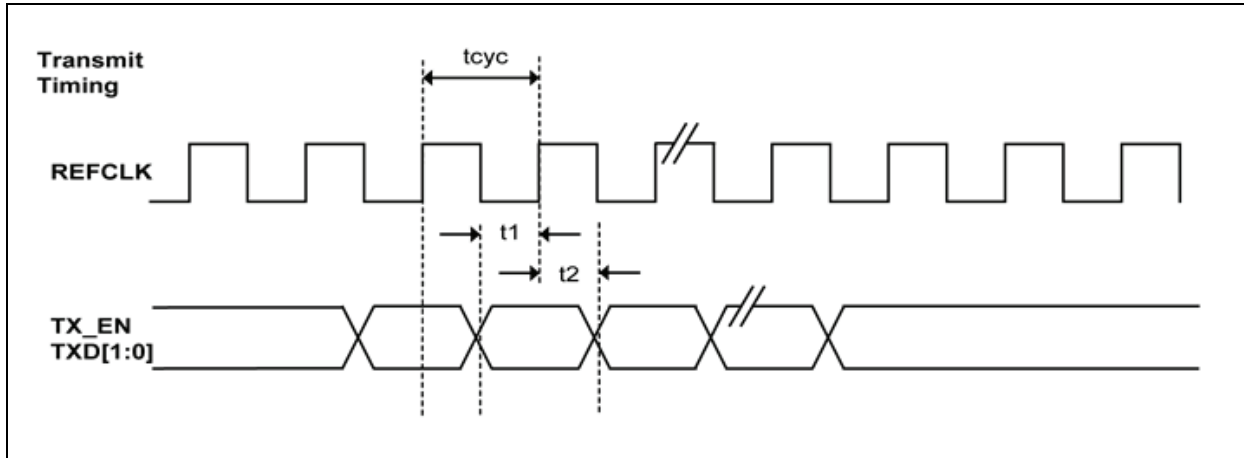 Transmit
Timing
tcyc
REFCLK
t1
t2
TX_EN
TXD[1:0]